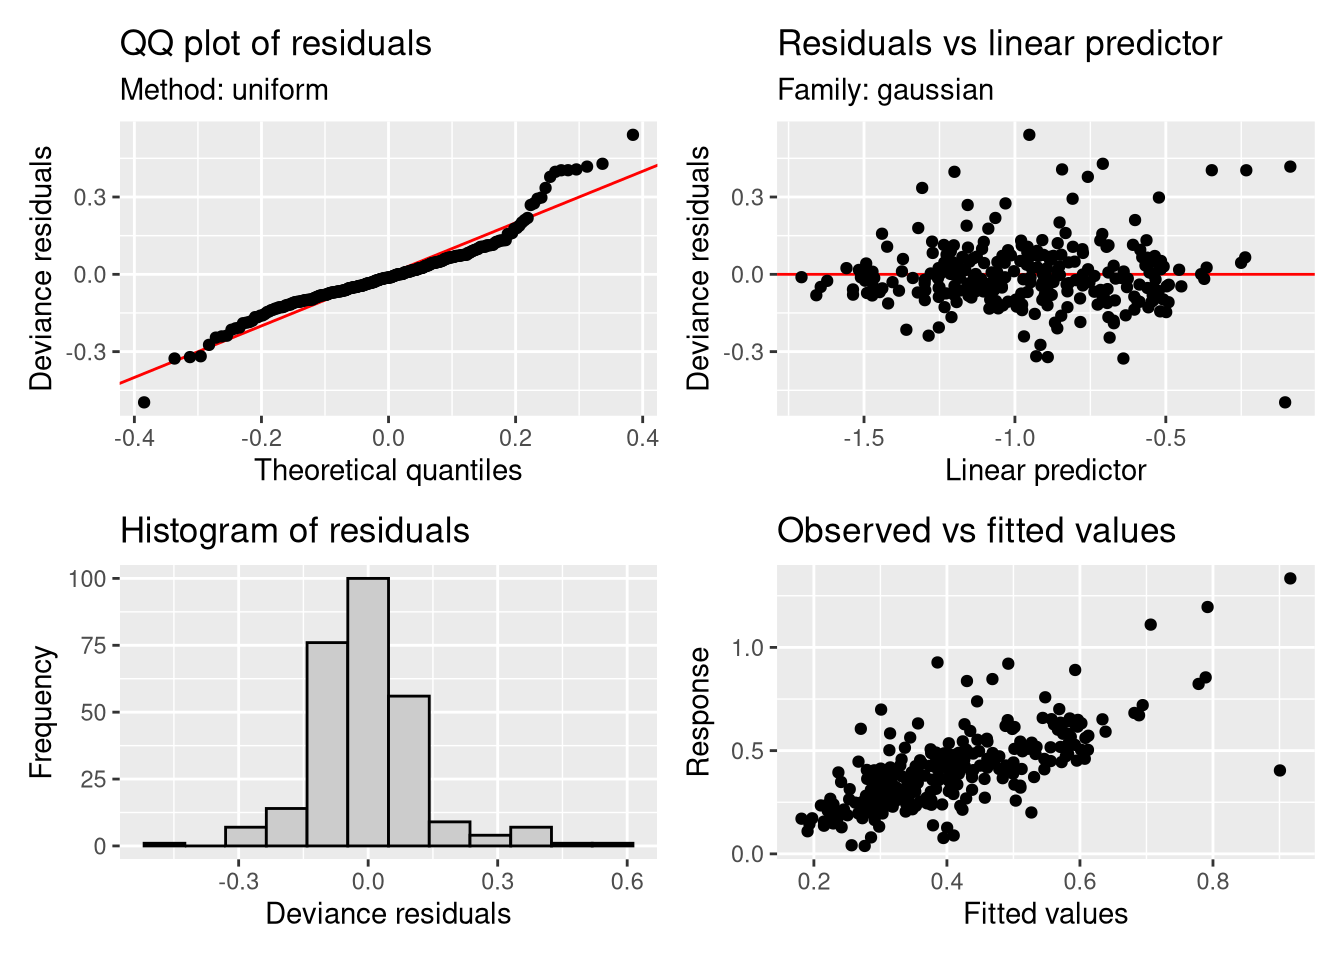 QQ plot of residuals
Method: uniform
Deviance residuals
0.3
0.0
-0.3
-0.4
-0.2
0.0
0.2
0.4
Theoretical quantiles
Residuals vs linear predictor
Family: gaussian
Deviance residuals
0.3
0.0
-0.3
-1.5
-1.0
-0.5
Linear predictor
Histogram of residuals
Frequency
100
75
50
25
0
-0.3
0.0
0.3
0.6
Deviance residuals
Observed vs fitted values
Response
1.0
0.5
0.0
0.2
0.4
0.6
0.8
Fitted values